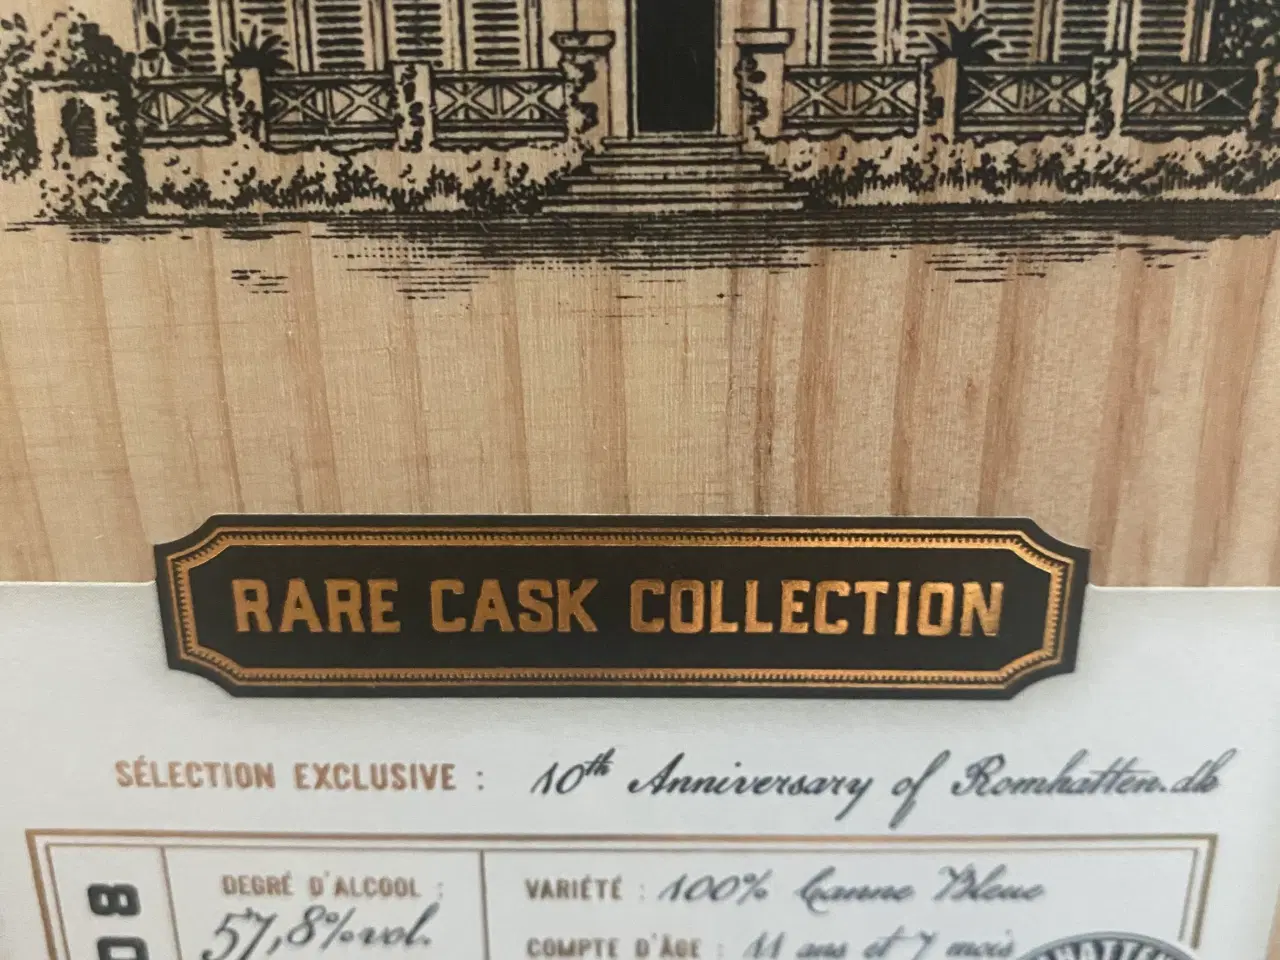 RARE CASK COLLECTION
SÉLECTION EXCLUSIVE : 10th Anniversary of Romhatten.dk
DEGRÉ D'ALCOOL :
57,8%vol.
VARIÉTÉ : 100% Canne Bleue
COMPTE D'ÂGE : 11 ans et 7 mois